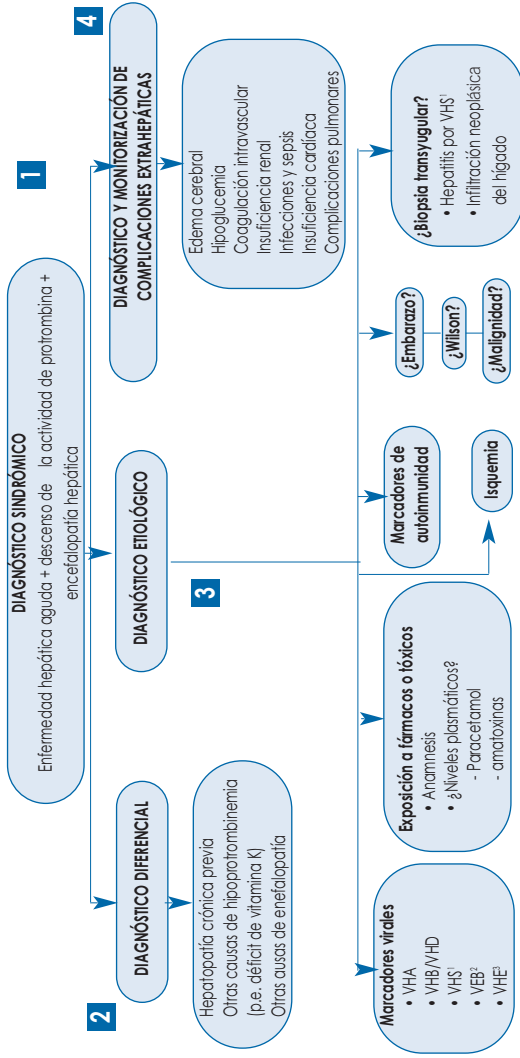 1
DIAGNÓSTICO SINDRÓMICO
Enfermedad hepática aguda + descenso de la actividad de protrombina +
encefalopatía hepática
2
DIAGNÓSTICO DIFERENCIAL
Hepatopatía crónica previa
Otras causas de hipoprotrombinemia
(p.e. déficit de vitamina K)
Otras ausas de enefalopatía
3
DIAGNÓSTICO ETIOLÓGICO
4
DIAGNÓSTICO Y MONITORIZACIÓN DE
COMPLICACIONES EXTRAHEPÁTICAS
Edema cerebral
Hipoglucemia
Coagulación intravascular
Insuficiencia renal
Infecciones y sepsis
Insuficiencia cardíaca
Complicaciones pulmonares
Marcadores virales
• VHA
• VHB/VHD
• VHS¹
• VEB²
• VHE³
Exposición a fármacos o tóxicos
• Anamnesis
• ¿Niveles plasmáticos?
- Paracetamol
- amatoxinas
Marcadores de
autoinmunidad
Isquemia
¿Embarazo?
¿Wilson?
¿Malignidad?
¿Biopsia transyugular?
• Hepatitis por VHS¹
• Infiltración neoplásica
del hígado